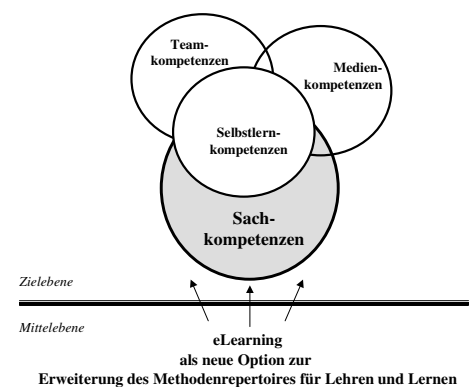 Team-
kompetenzen
Medien-
kompetenzen
Selbstlern-
kompetenzen
Sach-
kompetenzen
Zielebene
Mittelebene
eLearning
als neue Option zur
Erweiterung des Methodenrepertoires für Lehren und Lernen